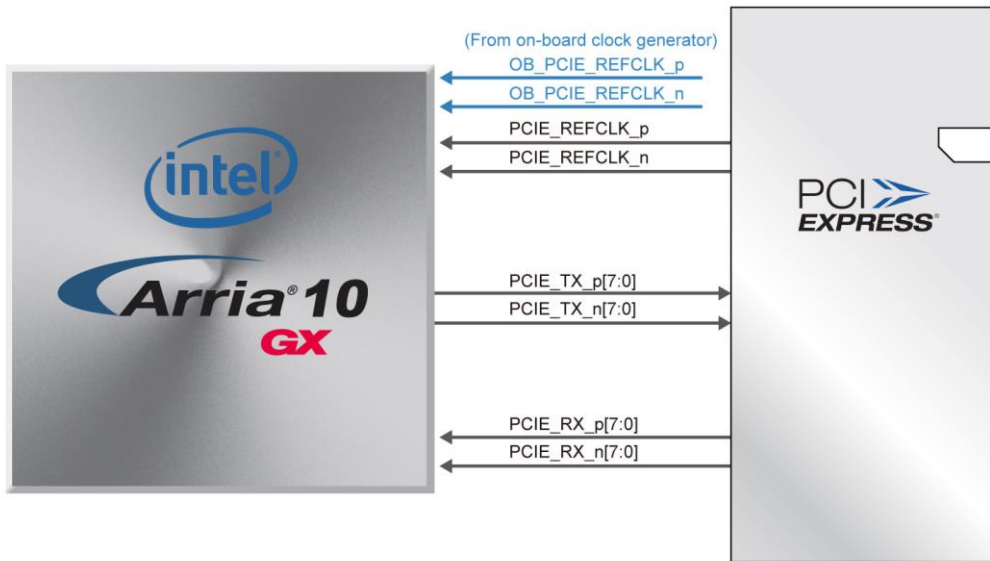 (From on-board clock generator)
OB_PCIE_REFCLK_p
OB_PCIE_REFCLK_n
PCIE_REFCLK_p
PCIE_REFCLK_n
intel®
Arria® 10
GX
PCI
EXPRESS®
PCIE_TX_p[7:0]
PCIE_TX_n[7:0]
PCIE_RX_p[7:0]
PCIE_RX_n[7:0]